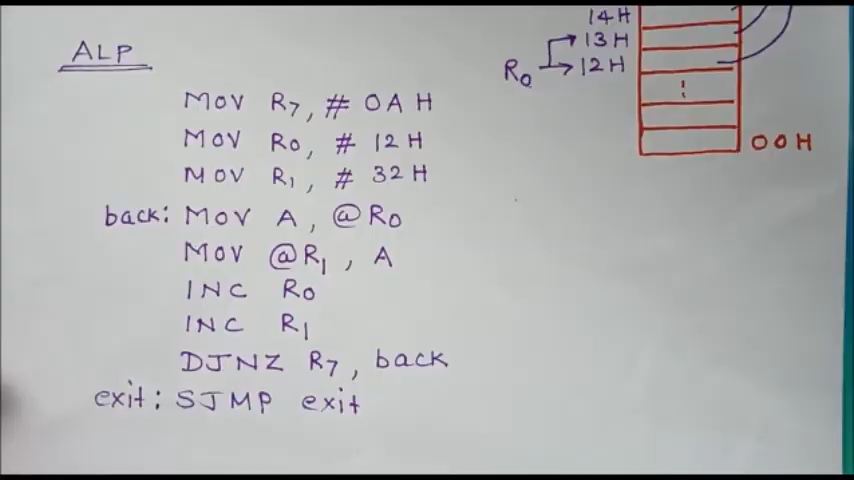 14H
13H
R0 12H
00H
ALP
MOV R7, # 0AH
MOV R0, # 12H
MOV R1, # 32H
back: MOV A, @R0
MOV @R1, A
INC R0
INC R1
DJNZ R7, back
exit: SJMP exit